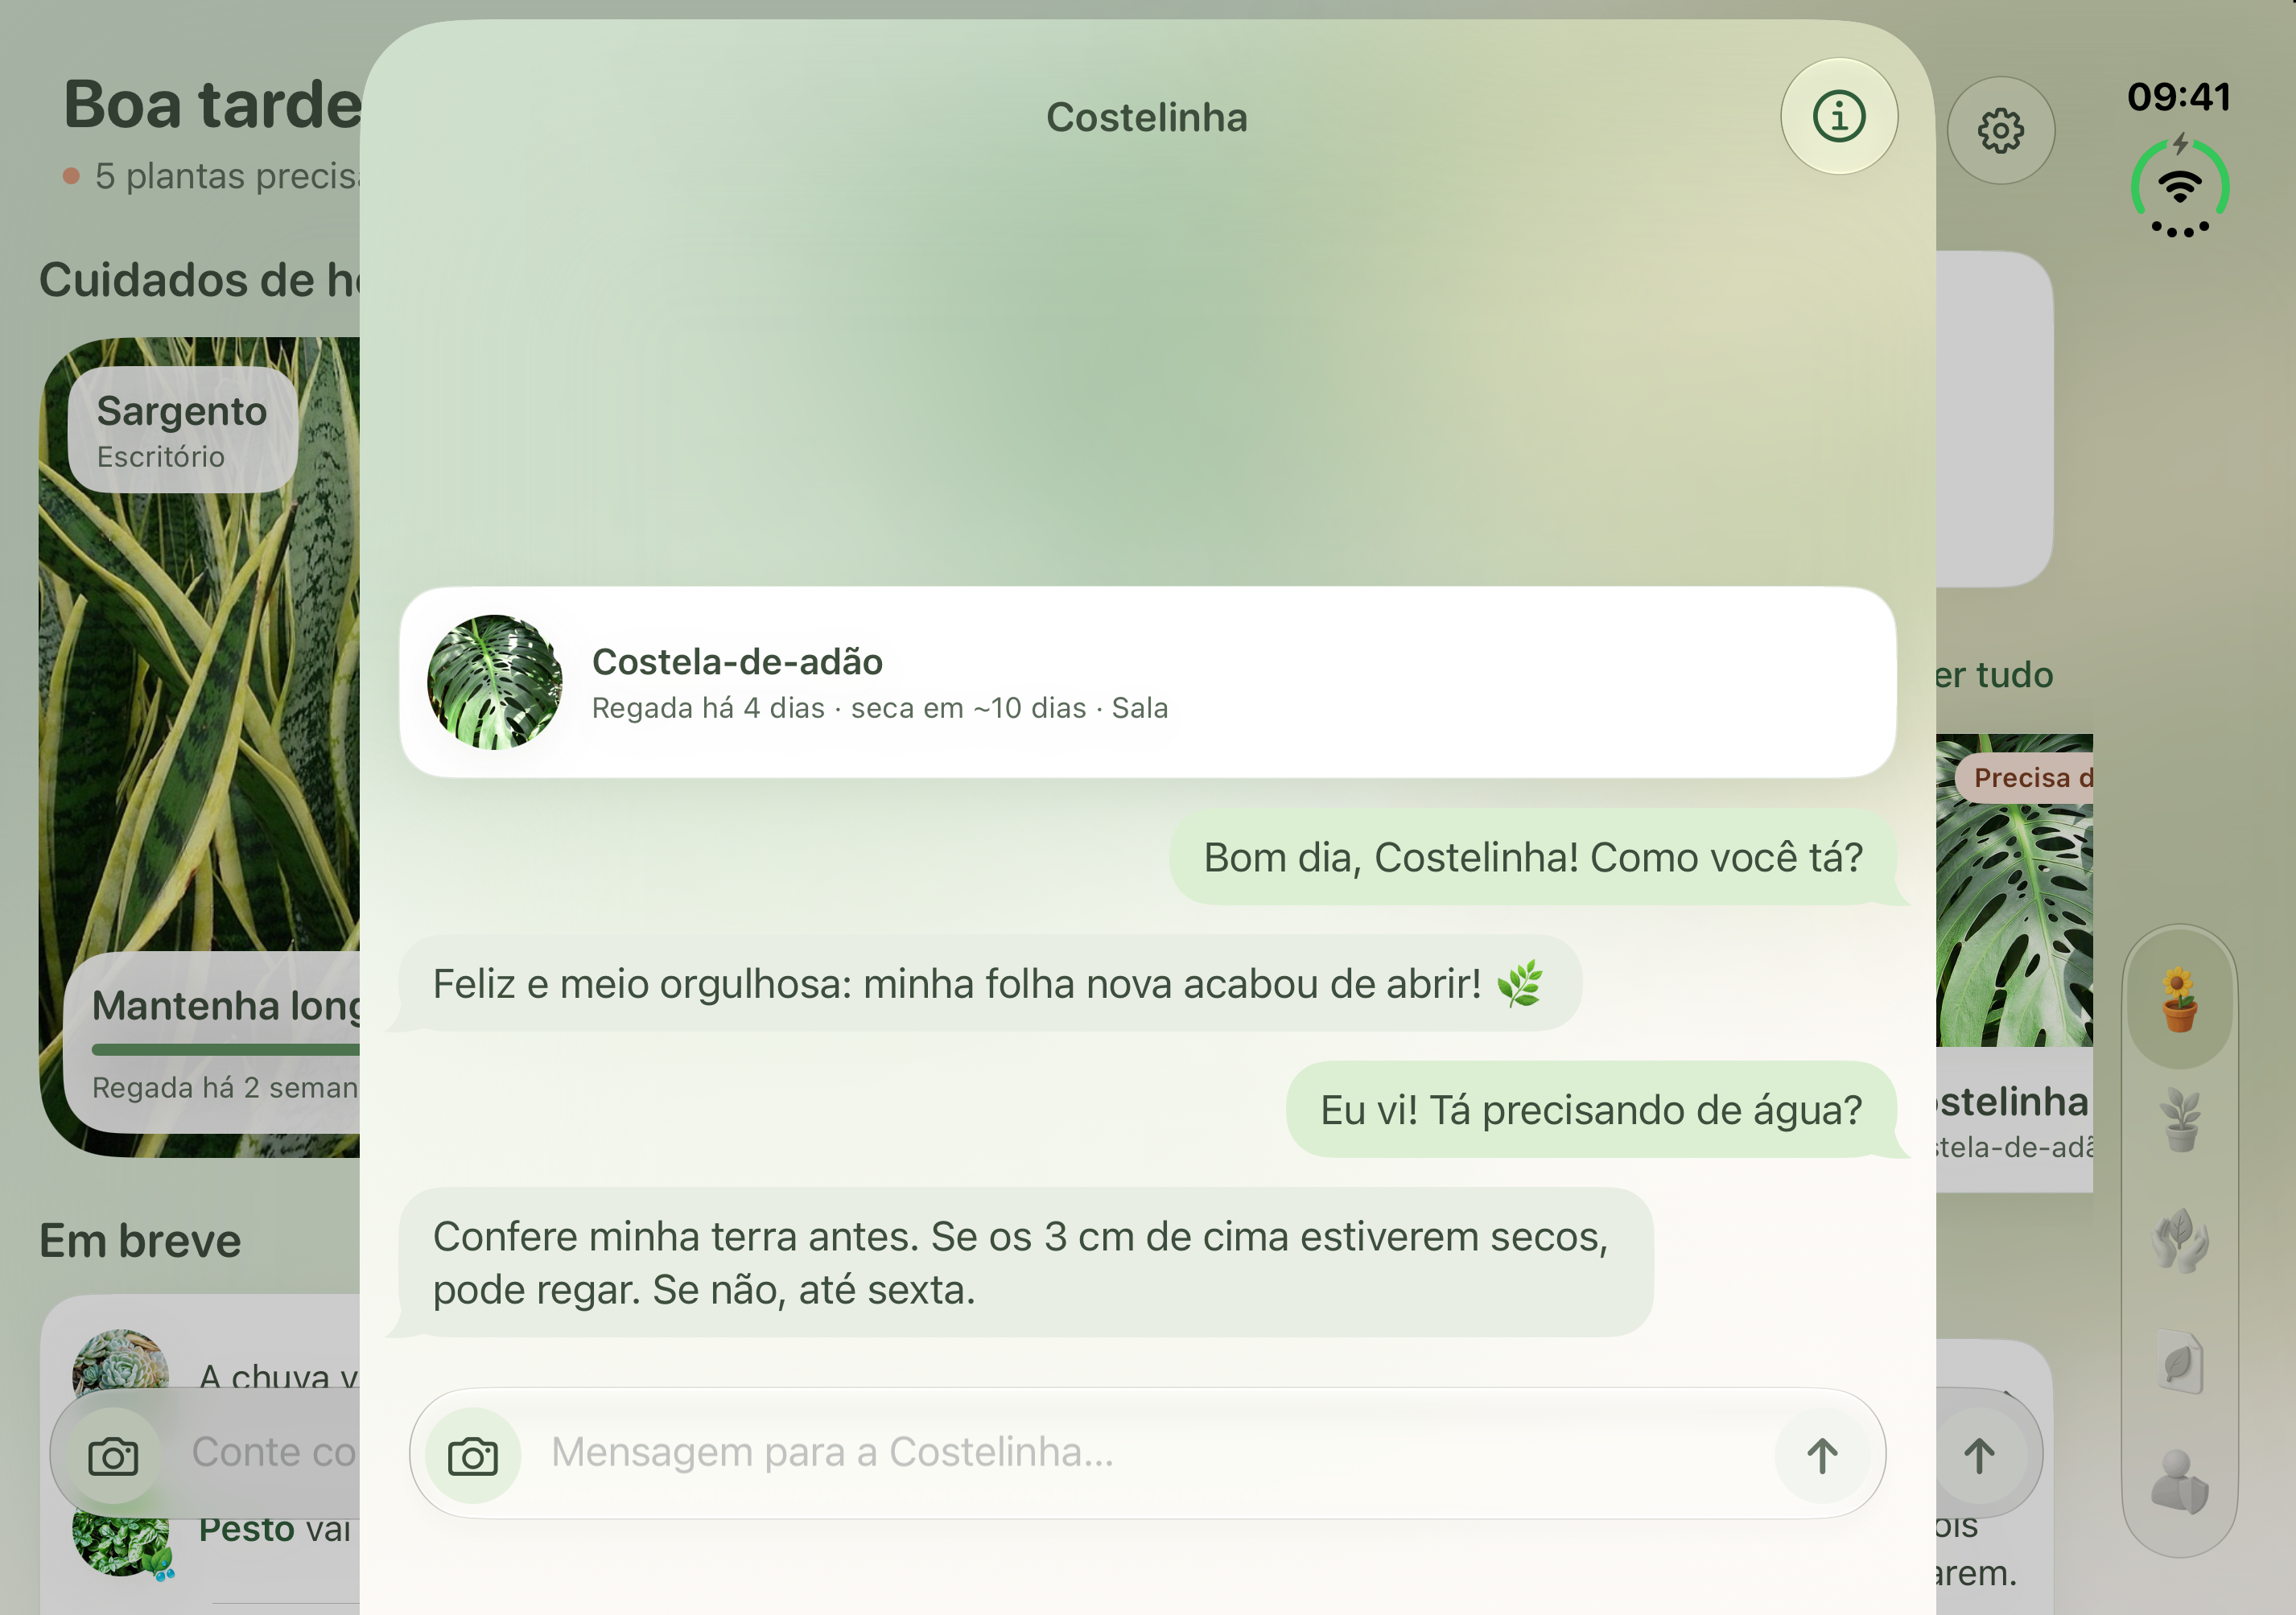 Boa tarde
5 plantas precis
Cuidados de h
Sargento
Escritório
Mantenha long
Regada há 2 seman
Em breve
A chuva v
Conte co
Pesto vai
Costelinha
Costela-de-adão
Regada há 4 dias · seca em ~10 dias · Sala
Bom dia, Costelinha! Como você tá?
Feliz e meio orgulhosa: minha folha nova acabou de abrir! 🌿
Eu vi! Tá precisando de água?
Confere minha terra antes. Se os 3 cm de cima estiverem secos,
pode regar. Se não, até sexta.
Mensagem para a Costelinha...
09:41
er tudo
Precisa d
stelinha
stela-de-ad
ois
arem.